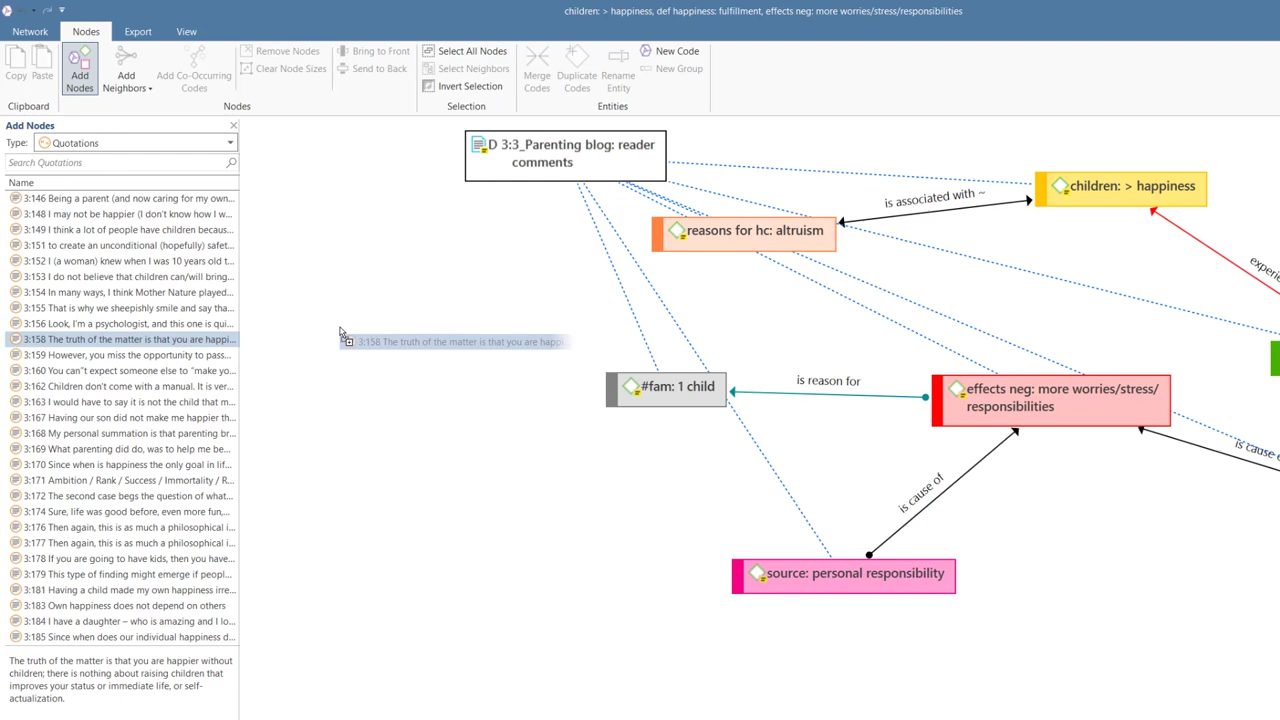 children: > happiness, def happiness: fulfillment, effects neg: more worries/stress/responsibilities
Network Nodes Export View
Copy Paste
Clipboard
Add Nodes
Add Neighbors
Add Co-Occurring Codes
Remove Nodes
Clear Node Sizes
Bring to Front
Send to Back
Nodes
Select All Nodes
Select Neighbors
Invert Selection
Selection
Merge Codes
Duplicate Codes
Rename Entity
New Code
New Group
Entities
Add Nodes
Type: Quotations
Search Quotations
Name
3:146 Being a parent (and now caring for my own...
3:148 I may not be happier (I don't know how I w...
3:149 I think a lot of people have children becaus...
3:151 to create an unconditional (hopefully) safet...
3:152 I (a woman) knew when I was 10 years old t...
3:153 I do not believe that children can/will bring...
3:154 In many ways, I think Mother Nature played...
3:155 That is why we sheepishly smile and say tha...
3:156 Look, I'm a psychologist, and this one is qui...
3:158 The truth of the matter is that you are happi...
3:159 However, you miss the opportunity to pass...
3:160 You can't expect someone else to "make yo...
3:162 Children don't come with a manual. It is ver...
3:163 I would have to say it is not the child that m...
3:167 Having our son did not make me happier th...
3:168 My personal summation is that parenting br...
3:169 What parenting did do, was to help me be...
3:170 Since when is happiness the only goal in lif...
3:171 Ambition / Rank / Success / Immortality / R...
3:172 The second case begs the question of what...
3:174 Sure, life was good before, even more fun,...
3:176 Then again, this is as much a philosophical i...
3:177 Then again, this is as much a philosophical i...
3:178 If you are going to have kids, then you have...
3:179 This type of finding might emerge if peopl...
3:181 Having a child made my own happiness irre...
3:183 Own happiness does not depend on others
3:184 I have a daughter – who is amazing and I lo...
3:185 Since when does our individual happiness d...
The truth of the matter is that you are happier without
children; there is nothing about raising children that
improves your status or immediate life, or self-
actualization.
D 3:3_Parenting blog: reader
comments
children: > happiness
is associated with ~
reasons for hc: altruism
experie
3:158 The truth of the matter is that you are happi...
#fam: 1 child
is reason for
effects neg: more worries/stress/
responsibilities
is cause o
is cause of
source: personal responsibility